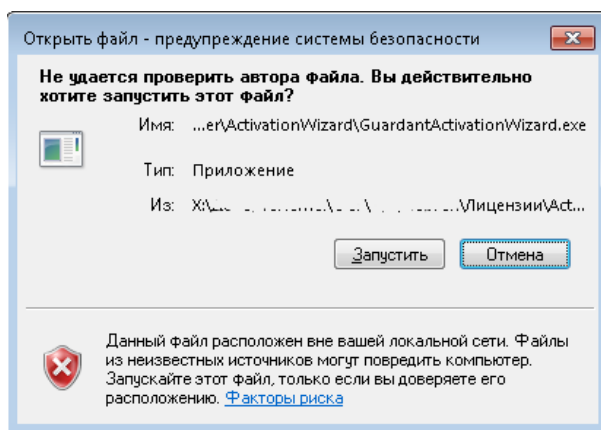 Открыть файл - предупреждение системы безопасности
Не удается проверить автора файла. Вы действительно
хотите запустить этот файл?
Имя: ...er\ActivationWizard\GuardantActivationWizard.exe
Тип: Приложение
Из: X:\ \Лицензии\Act...
Запустить Отмена
Данный файл расположен вне вашей локальной сети. Файлы
из неизвестных источников могут повредить компьютер.
Запускайте этот файл, только если вы доверяете его
расположению. Факторы риска